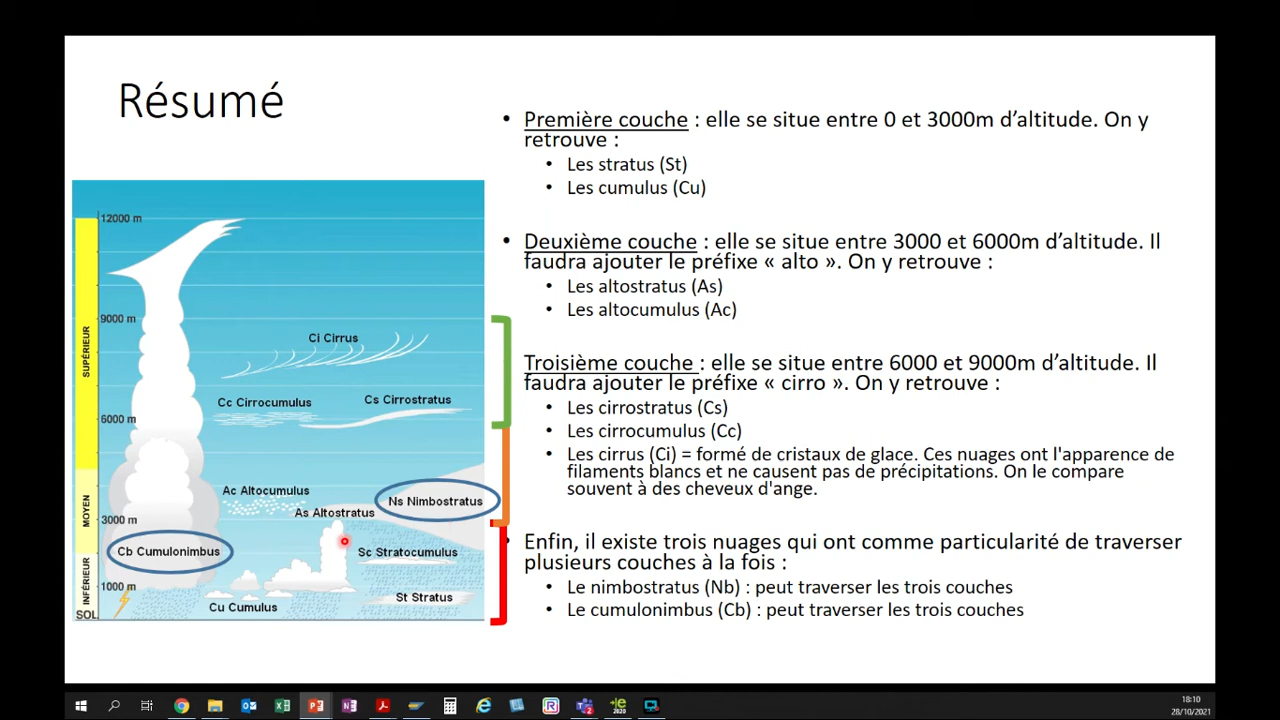 Résumé
• Première couche : elle se situe entre 0 et 3000m d’altitude. On y
retrouve :
• Les stratus (St)
• Les cumulus (Cu)
• Deuxième couche : elle se situe entre 3000 et 6000m d’altitude. Il
faudra ajouter le préfixe « alto ». On y retrouve :
• Les altostratus (As)
• Les altocumulus (Ac)
Troisième couche : elle se situe entre 6000 et 9000m d’altitude. Il
faudra ajouter le préfixe « cirro ». On y retrouve :
• Les cirrostratus (Cs)
• Les cirrocumulus (Cc)
• Les cirrus (Ci) = formé de cristaux de glace. Ces nuages ont l'apparence de
filaments blancs et ne causent pas de précipitations. On le compare
souvent à des cheveux d'ange.
• Enfin, il existe trois nuages qui ont comme particularité de traverser
plusieurs couches à la fois :
• Le nimbostratus (Nb) : peut traverser les trois couches
• Le cumulonimbus (Cb) : peut traverser les trois couches
12000 m
9000 m
6000 m
3000 m
1000 m
SOL
SUPÉRIEUR
MOYEN
INFÉRIEUR
Ci Cirrus
Cc Cirrocumulus
Cs Cirrostratus
Ac Altocumulus
Ns Nimbostratus
As Altostratus
Cb Cumulonimbus
Sc Stratocumulus
Cu Cumulus
St Stratus
18:10
28/10/2021